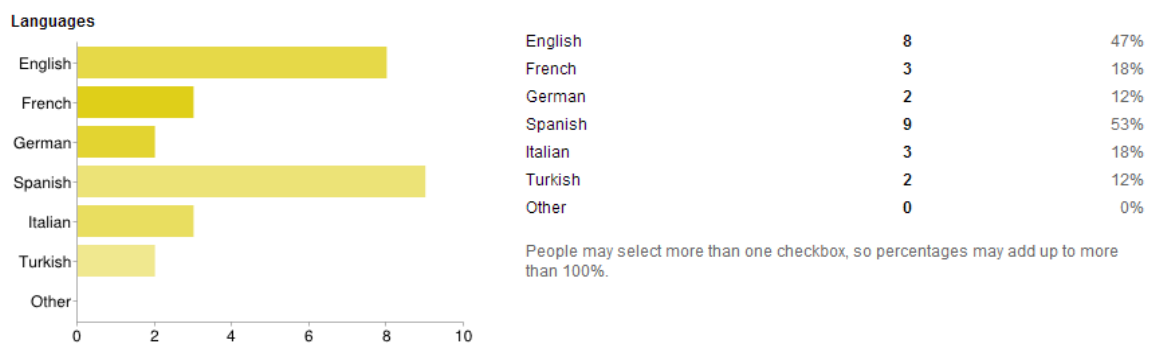 Languages
English
French
German
Spanish
Italian
Turkish
Other
0 2 4 6 8 10
English 8 47%
French 3 18%
German 2 12%
Spanish 9 53%
Italian 3 18%
Turkish 2 12%
Other 0 0%
People may select more than one checkbox, so percentages may add up to more
than 100%.